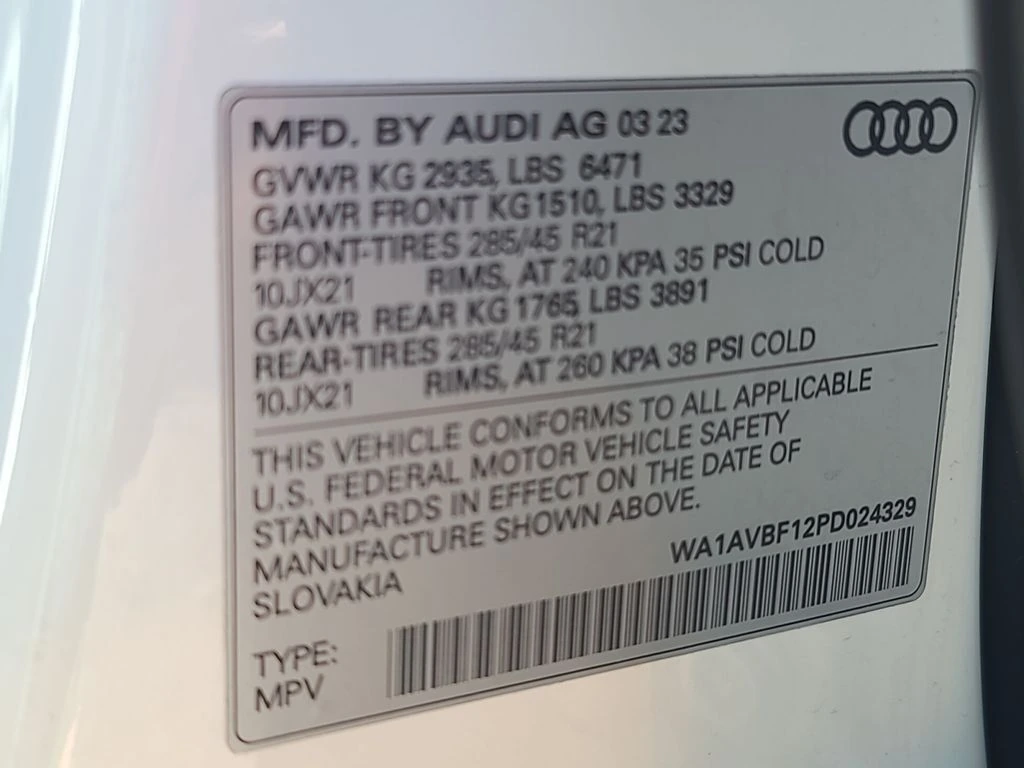 MFD. BY AUDI AG 03 23
GVWR KG 2935, LBS 6471
GAWR FRONT KG1510, LBS 3329
FRONT-TIRES 285/45 R21
10JX21 RIMS, AT 240 KPA 35 PSI COLD
GAWR REAR KG 1765, LBS 3891
REAR-TIRES 285/45 R21
10JX21 RIMS, AT 260 KPA 38 PSI COLD
THIS VEHICLE CONFORMS TO ALL APPLICABLE
U.S. FEDERAL MOTOR VEHICLE SAFETY
STANDARDS IN EFFECT ON THE DATE OF
MANUFACTURE SHOWN ABOVE.
SLOVAKIA
WA1AVBF12PD024329
TYPE:
MPV